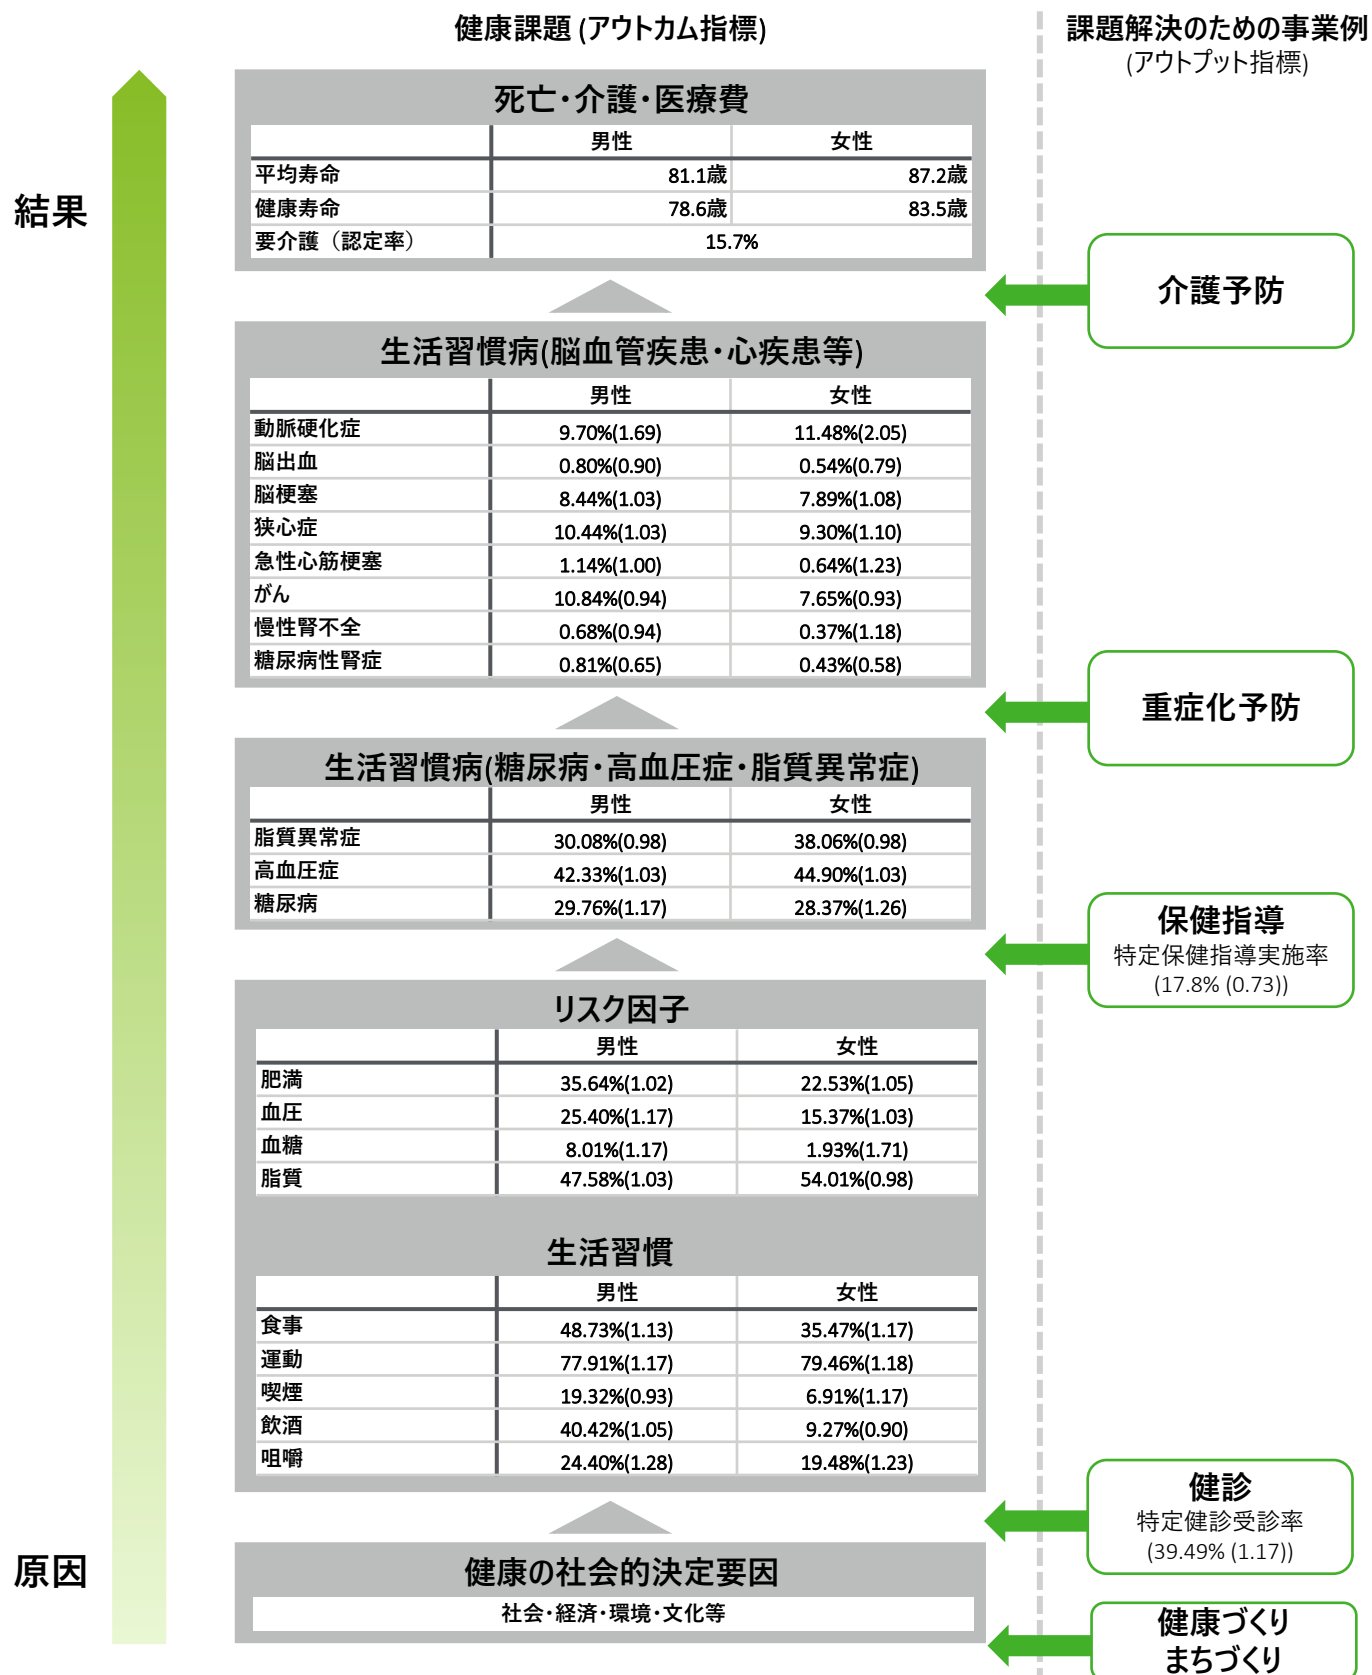 健康課題 (アウトカム指標)
課題解決のための事業例
(アウトプット指標)
結果
死亡・介護・医療費
男性 女性
平均寿命 81.1歳 87.2歳
健康寿命 78.6歳 83.5歳
要介護（認定率） 15.7%
介護予防
生活習慣病(脳血管疾患・心疾患等)
男性 女性
動脈硬化症 9.70%(1.69) 11.48%(2.05)
脳出血 0.80%(0.90) 0.54%(0.79)
脳梗塞 8.44%(1.03) 7.89%(1.08)
狭心症 10.44%(1.03) 9.30%(1.10)
急性心筋梗塞 1.14%(1.00) 0.64%(1.23)
がん 10.84%(0.94) 7.65%(0.93)
慢性腎不全 0.68%(0.94) 0.37%(1.18)
糖尿病性腎症 0.81%(0.65) 0.43%(0.58)
重症化予防
生活習慣病(糖尿病・高血圧症・脂質異常症)
男性 女性
脂質異常症 30.08%(0.98) 38.06%(0.98)
高血圧症 42.33%(1.03) 44.90%(1.03)
糖尿病 29.76%(1.17) 28.37%(1.26)
保健指導
特定保健指導実施率
(17.8% (0.73))
リスク因子
男性 女性
肥満 35.64%(1.02) 22.53%(1.05)
血圧 25.40%(1.17) 15.37%(1.03)
血糖 8.01%(1.17) 1.93%(1.71)
脂質 47.58%(1.03) 54.01%(0.98)
生活習慣
男性 女性
食事 48.73%(1.13) 35.47%(1.17)
運動 77.91%(1.17) 79.46%(1.18)
喫煙 19.32%(0.93) 6.91%(1.17)
飲酒 40.42%(1.05) 9.27%(0.90)
咀嚼 24.40%(1.28) 19.48%(1.23)
健診
特定健診受診率
(39.49% (1.17))
原因
健康の社会的決定要因
社会・経済・環境・文化等
健康づくり
まちづくり